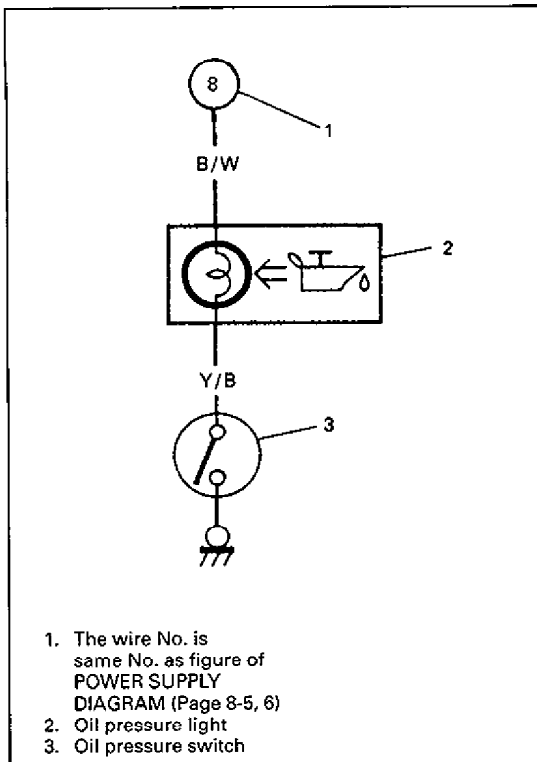 8
1
B/W
2
Y/B
3
1. The wire No. is
same No. as figure of
POWER SUPPLY
DIAGRAM (Page 8-5, 6)
2. Oil pressure light
3. Oil pressure switch